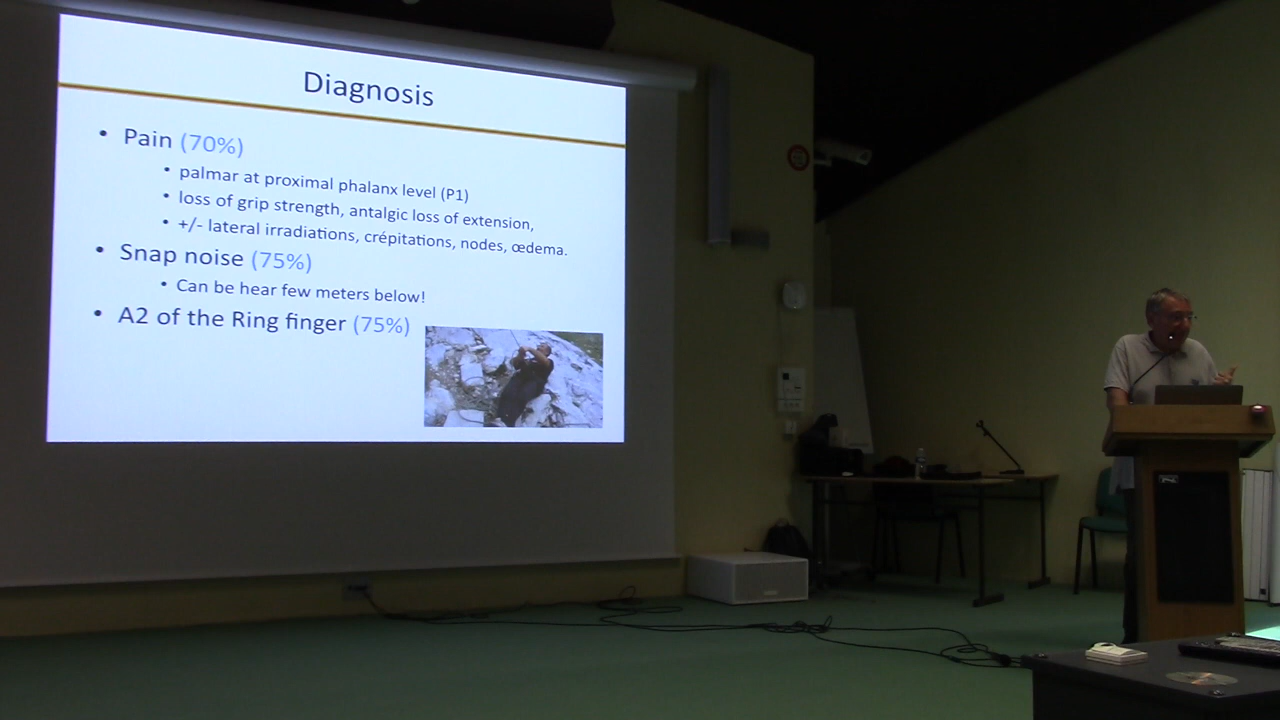 Diagnosis
• Pain (70%)
• palmar at proximal phalanx level (P1)
• loss of grip strength, antalgic loss of extension,
• +/- lateral irradiations, crépitations, nodes, œdema.
• Snap noise (75%)
• Can be hear few meters below!
• A2 of the Ring finger (75%)